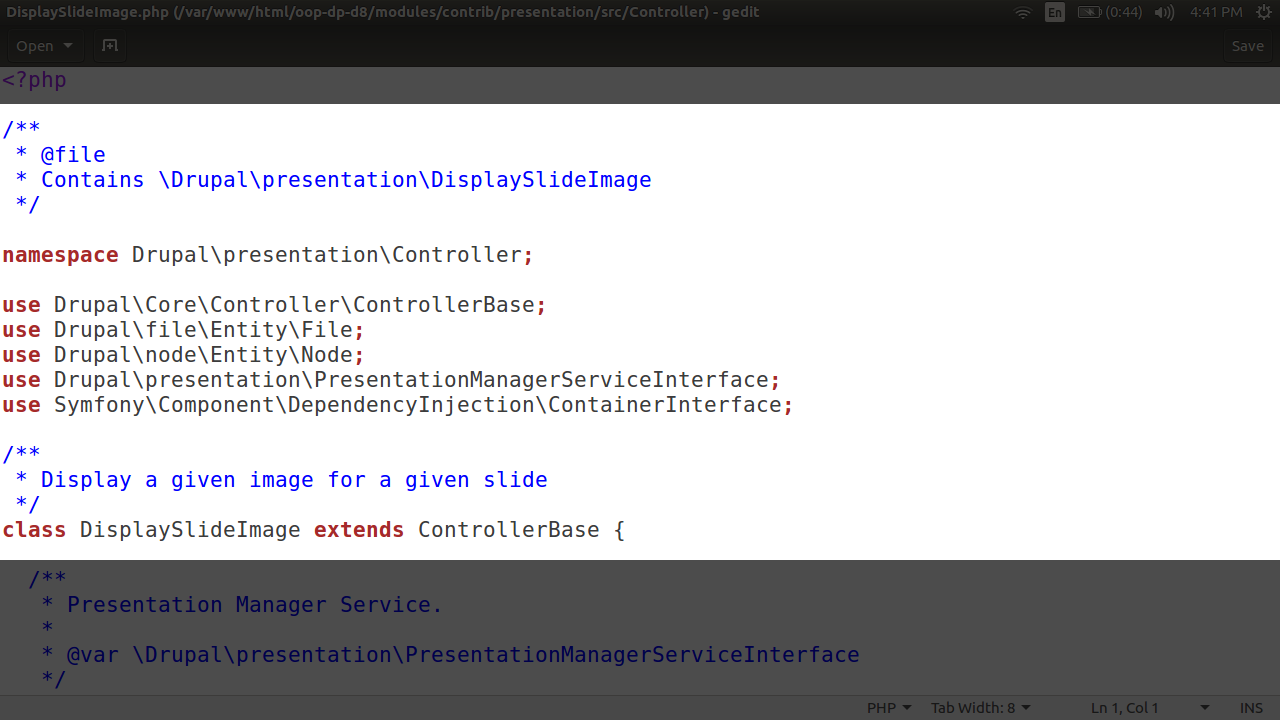 DisplaySlideImage.php (/var/www/html/oop-dp-d8/modules/contrib/presentation/src/Controller) - gedit
En (0:44) 4:41 PM
Open Save
<?php
/**
 * @file
 * Contains \Drupal\presentation\DisplaySlideImage
 */
namespace Drupal\presentation\Controller;
use Drupal\Core\Controller\ControllerBase;
use Drupal\file\Entity\File;
use Drupal\node\Entity\Node;
use Drupal\presentation\PresentationManagerServiceInterface;
use Symfony\Component\DependencyInjection\ContainerInterface;
/**
 * Display a given image for a given slide
 */
class DisplaySlideImage extends ControllerBase {
  /**
   * Presentation Manager Service.
   *
   * @var \Drupal\presentation\PresentationManagerServiceInterface
   */
PHP Tab Width: 8 Ln 1, Col 1 INS